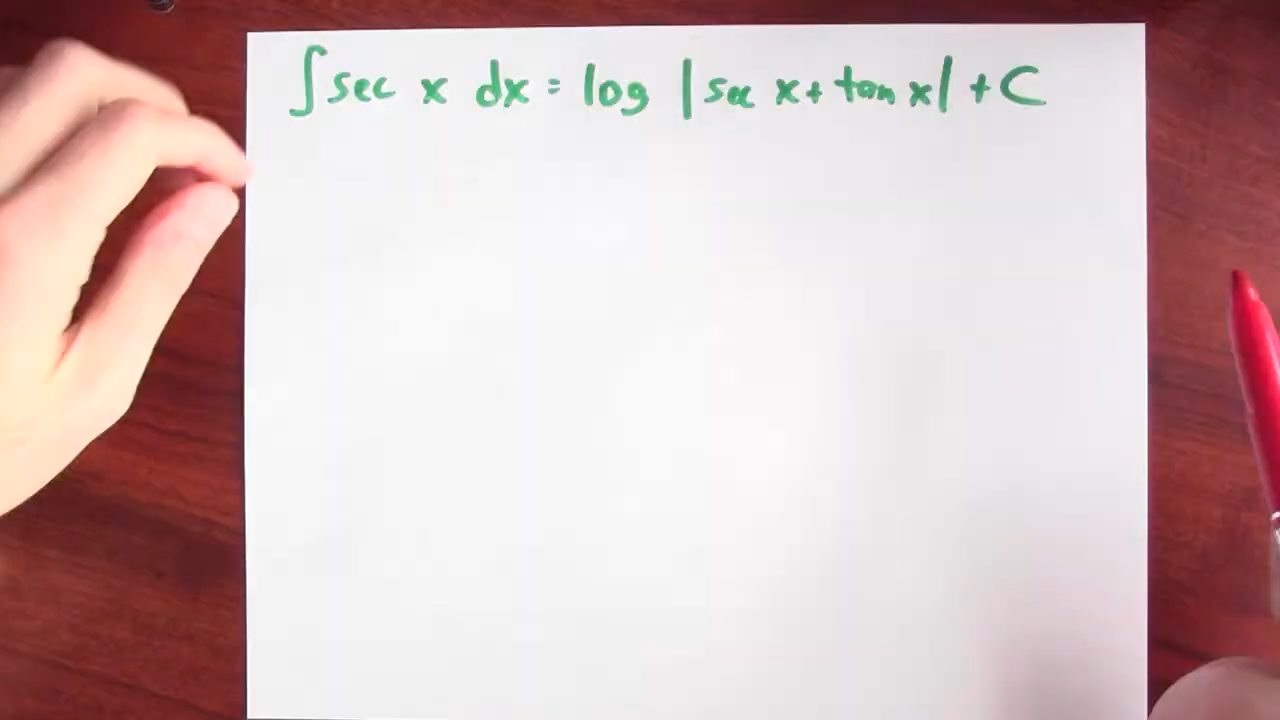 ∫ sec x dx = log |sec x + tan x| + C